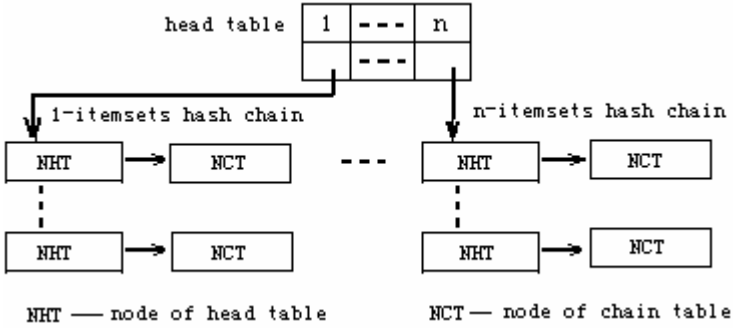 head table 1 --- n
---
1-itemsets hash chain n-itemsets hash chain
NHT NCT --- NHT NCT
NHT NCT NHT NCT
NHT — node of head table NCT — node of chain table